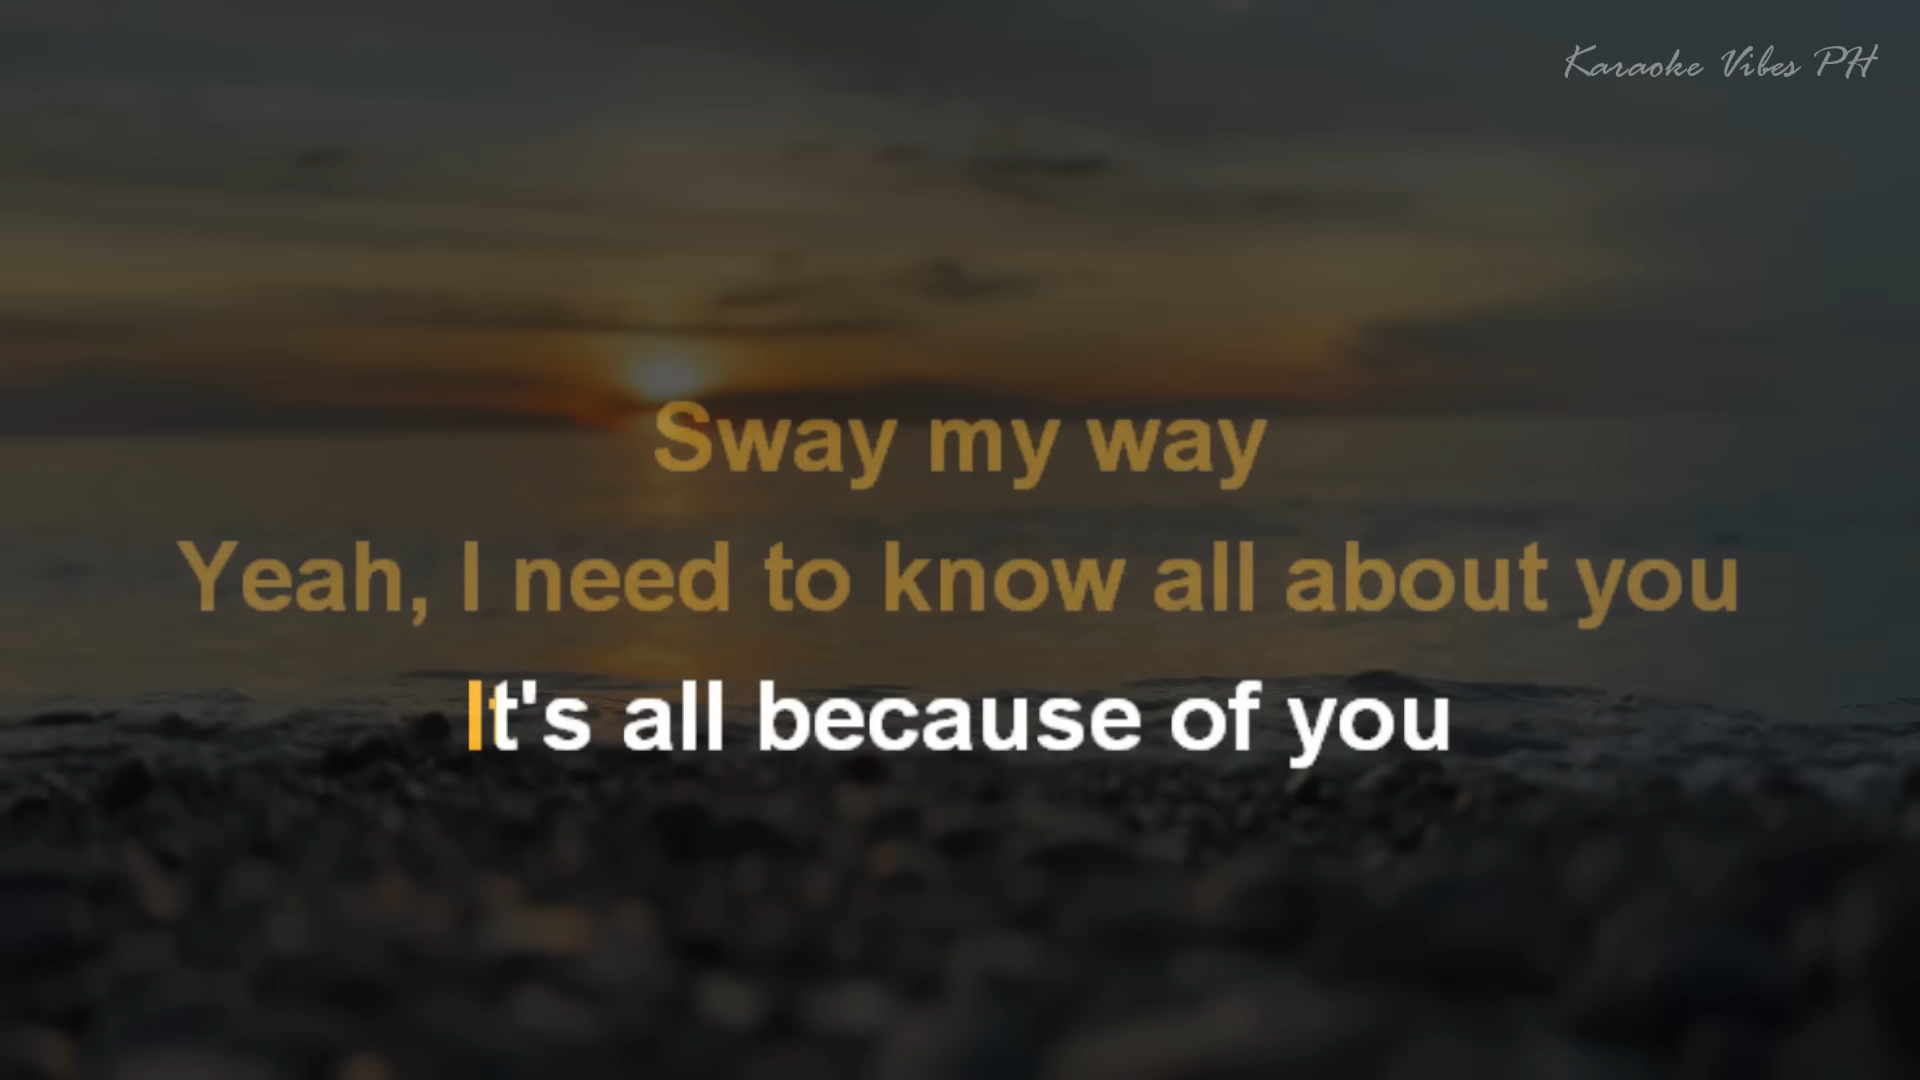 Karaoke Vibes PH
Sway my way
Yeah, I need to know all about you
It's all because of you